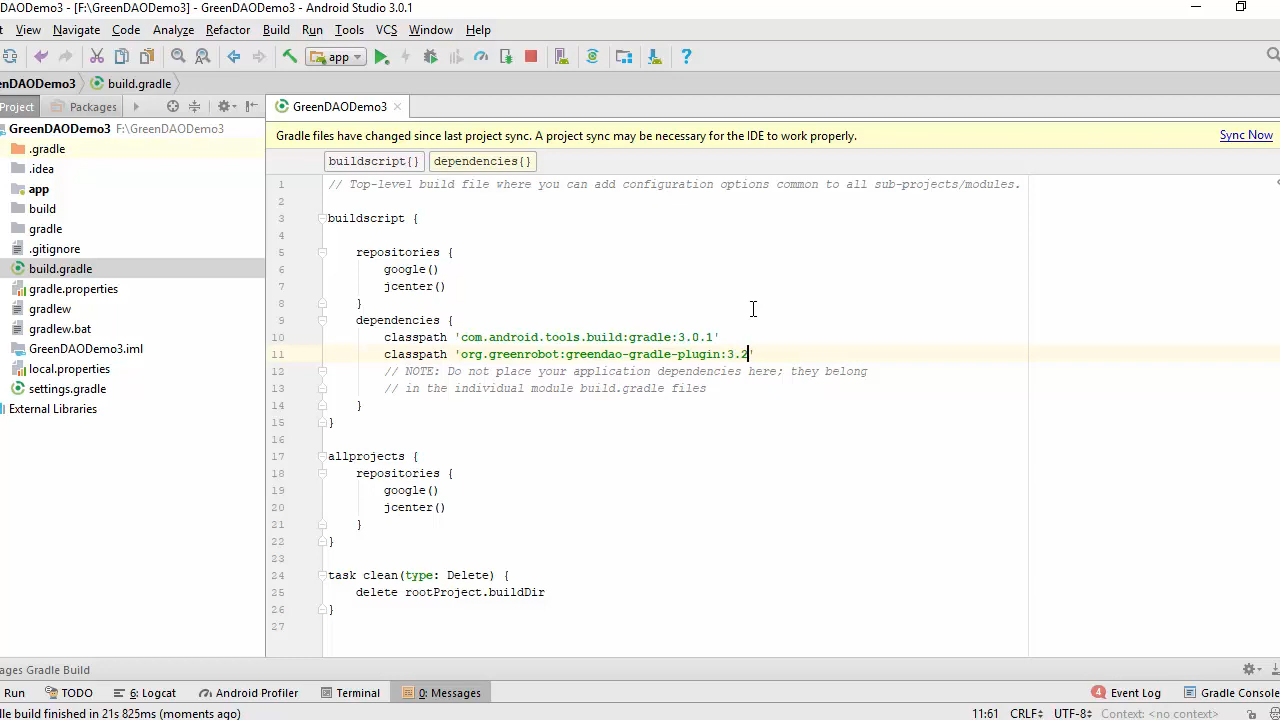 DAODemo3 - [F:\GreenDAODemo3] - GreenDAODemo3 - Android Studio 3.0.1
t View Navigate Code Analyze Refactor Build Run Tools VCS Window Help
app
enDAODemo3 build.gradle
Project Packages
GreenDAODemo3
GreenDAODemo3 F:\GreenDAODemo3
.gradle
.idea
app
build
gradle
.gitignore
build.gradle
gradle.properties
gradlew
gradlew.bat
GreenDAODemo3.iml
local.properties
settings.gradle
External Libraries
Gradle files have changed since last project sync. A project sync may be necessary for the IDE to work properly. Sync Now
buildscript{} dependencies{}
1 // Top-level build file where you can add configuration options common to all sub-projects/modules.
2
3 buildscript {
4
5 repositories {
6 google()
7 jcenter()
8 }
9 dependencies {
10 classpath 'com.android.tools.build:gradle:3.0.1'
11 classpath 'org.greenrobot:greendao-gradle-plugin:3.2'
12 // NOTE: Do not place your application dependencies here; they belong
13 // in the individual module build.gradle files
14 }
15 }
16
17 allprojects {
18 repositories {
19 google()
20 jcenter()
21 }
22 }
23
24 task clean(type: Delete) {
25 delete rootProject.buildDir
26 }
27
ages Gradle Build
Run TODO 6: Logcat Android Profiler Terminal 0: Messages 4 Event Log Gradle Console
dle build finished in 21s 825ms (moments ago) 11:61 CRLF UTF-8 Context: <no context>